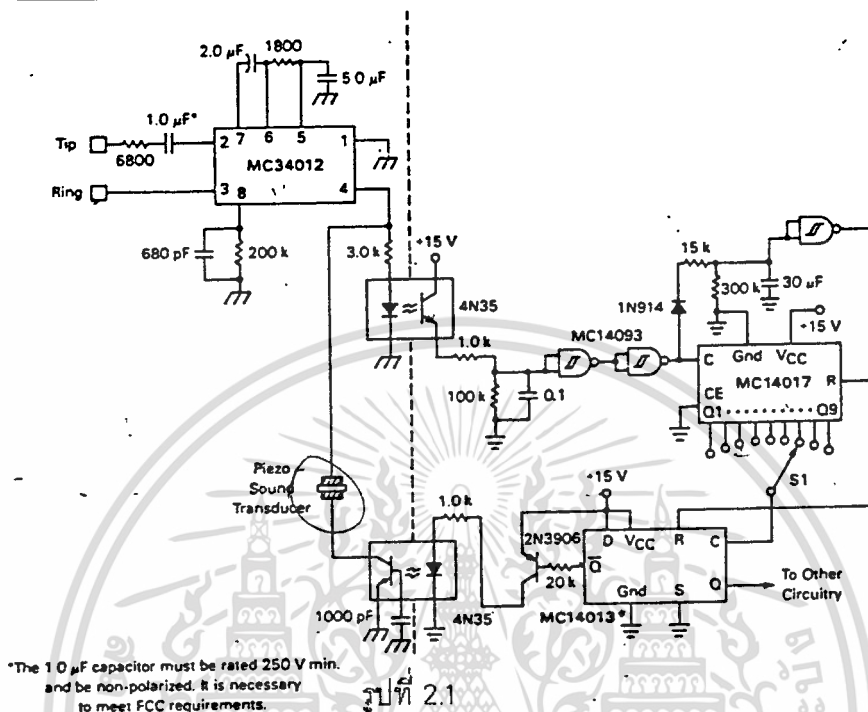 2.0 µF
1800
5.0 µF
1.0 µF*
Tip
6800
2
7
6
5
1
MC34012
Ring
3
8
4
680 pF
200 k
3.0 k
+15 V
4N35
1.0 k
100 k
0.1
MC14093
1N914
15 k
300 k
30 µF
+15 V
C
Gnd
VCC
MC14017
R
CE
Q1
Q9
S1
Piezo
Sound
Transducer
1.0 k
1000 pF
4N35
+15 V
2N3906
20 k
D
VCC
R
C
Q̅
Q
Gnd
S
MC14013*
To Other
Circuitry
*The 1.0 µF capacitor must be rated 250 V min.
and be non-polarized. It is necessary
to meet FCC requirements.
รูปที่ 2.1